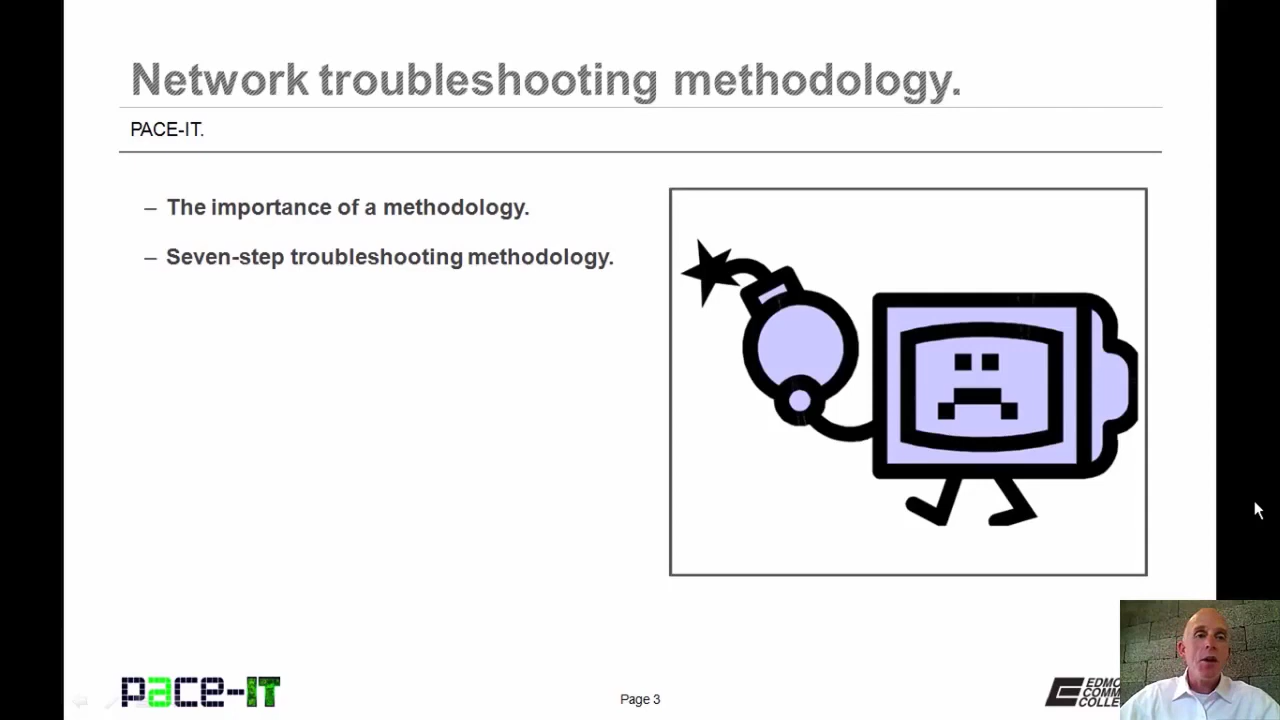 Network troubleshooting methodology.
PACE-IT.
– The importance of a methodology.
– Seven-step troubleshooting methodology.
pace-IT
Page 3
EDMO
COMM
COLLE